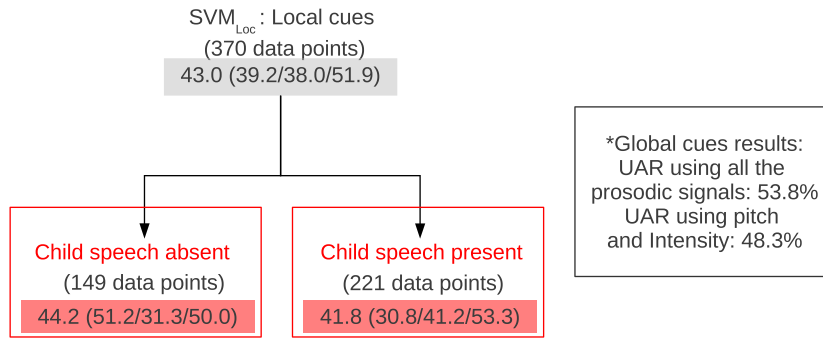 SVM_Loc : Local cues
(370 data points)
43.0 (39.2/38.0/51.9)
Child speech absent
(149 data points)
44.2 (51.2/31.3/50.0)
Child speech present
(221 data points)
41.8 (30.8/41.2/53.3)
*Global cues results:
UAR using all the
prosodic signals: 53.8%
UAR using pitch
and Intensity: 48.3%